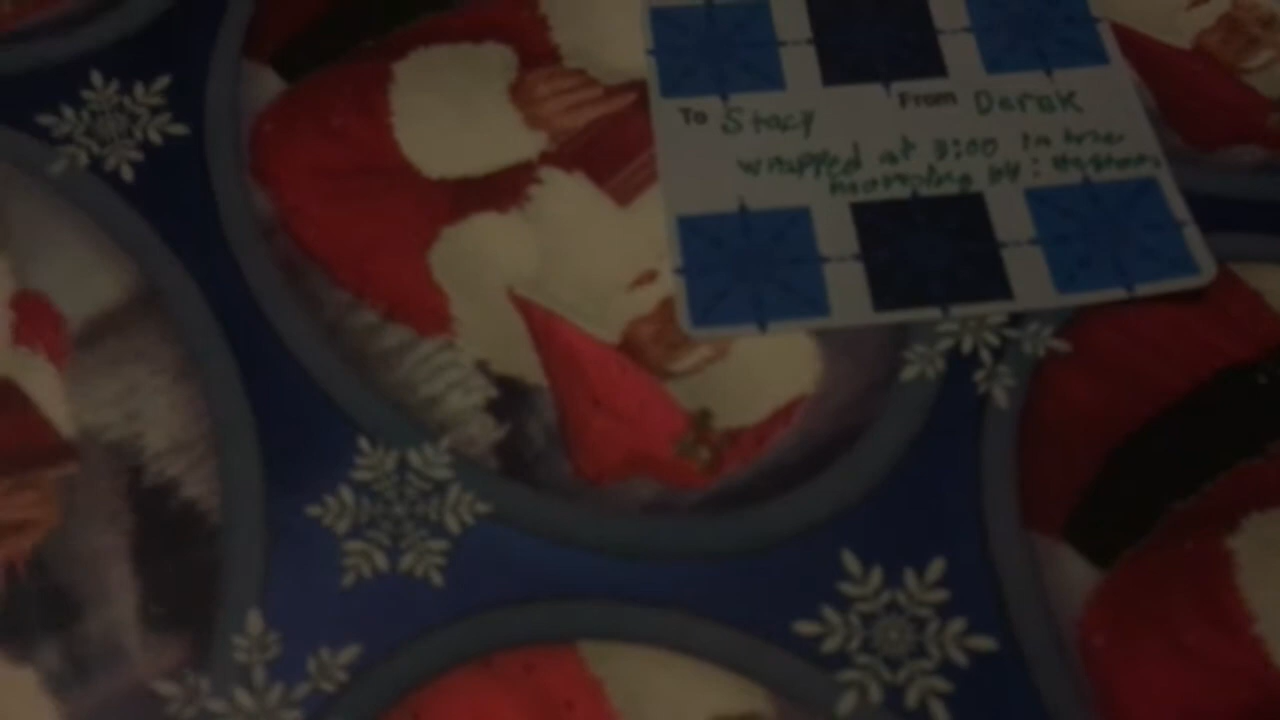 To Stacy From Derek
wrapped at 3:00 in the
morning by: